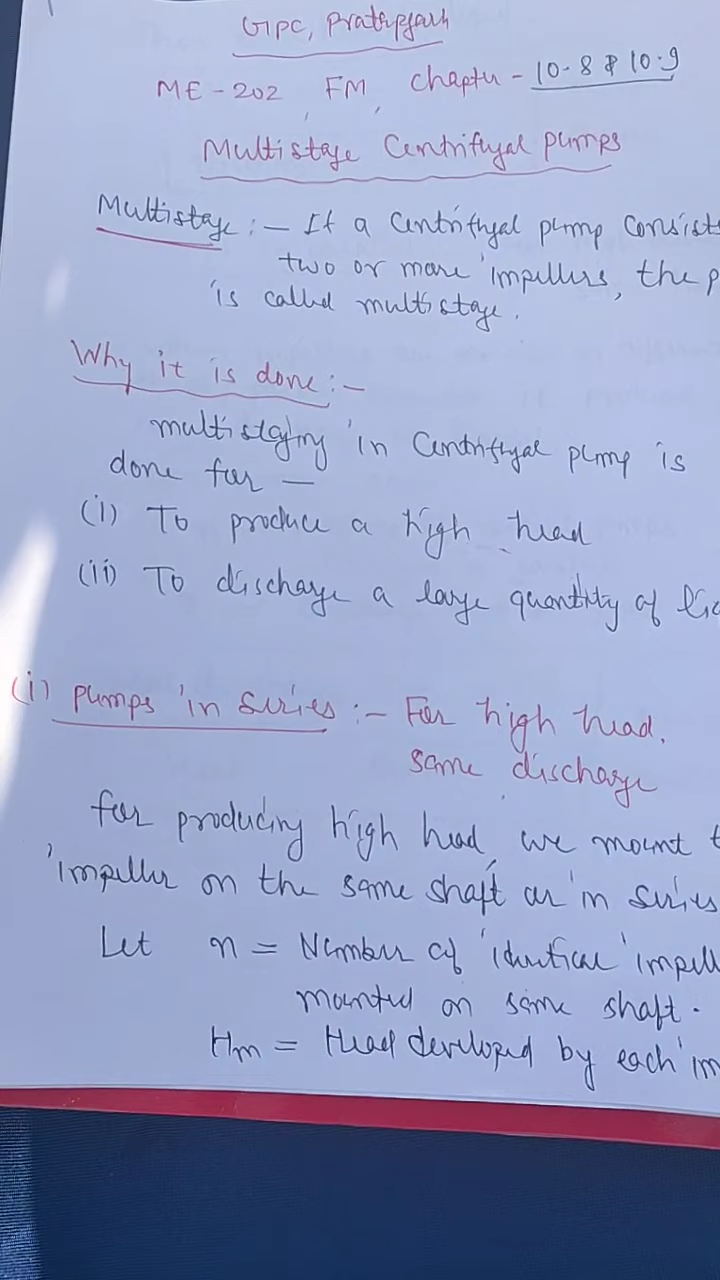 GPC, Pratapgarh
ME-202 FM, Chapter - 10.8 & 10.9
Multistage Centrifugal pumps
Multistage :- If a Centrifugal pump Consists
two or more impellers, the p
is called multistage.
Why it is done :-
multistaging in Centrifugal pump is
done for —
(i) To produce a high head
(ii) To discharge a large quantity of li
(i) pumps in series :- For high head,
same discharge
for producing high head, we mount t
impeller on the same shaft or in series
Let n = Number of identical impell
mounted on same shaft.
Hm = Head developed by each im